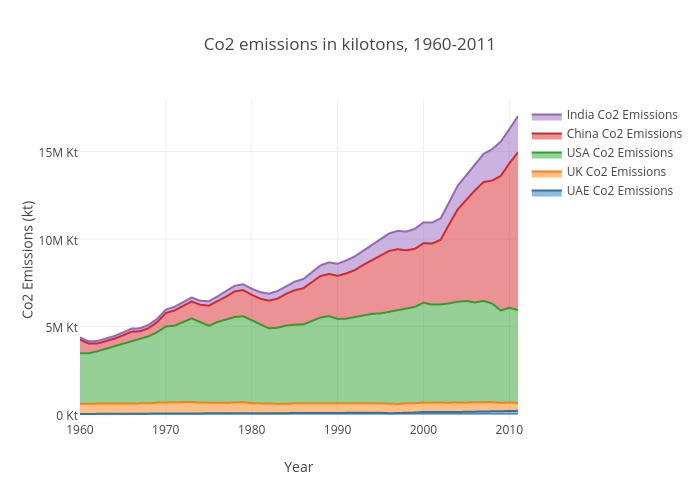 Co2 emissions in kilotons, 1960-2011
Co2 Emissions (kt)
15M Kt
10M Kt
5M Kt
0 Kt
1960
1970
1980
1990
2000
2010
Year
India Co2 Emissions
China Co2 Emissions
USA Co2 Emissions
UK Co2 Emissions
UAE Co2 Emissions